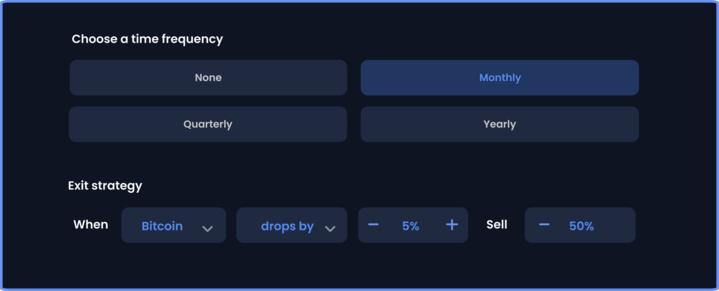 Choose a time frequency
None Monthly
Quarterly Yearly
Exit strategy
When Bitcoin drops by − 5% + Sell − 50%